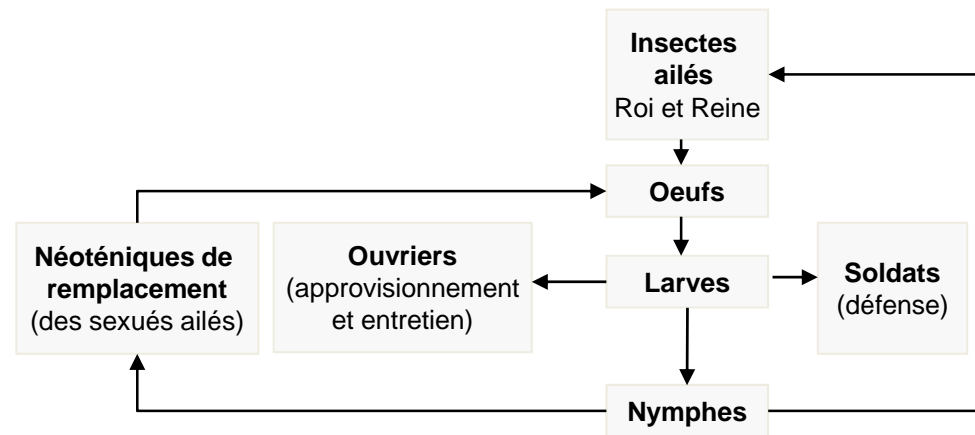 Insectes
ailés
Roi et Reine
Oeufs
Néoténiques de
remplacement
(des sexués ailés)
Ouvriers
(approvisionnement
et entretien)
Larves
Soldats
(défense)
Nymphes